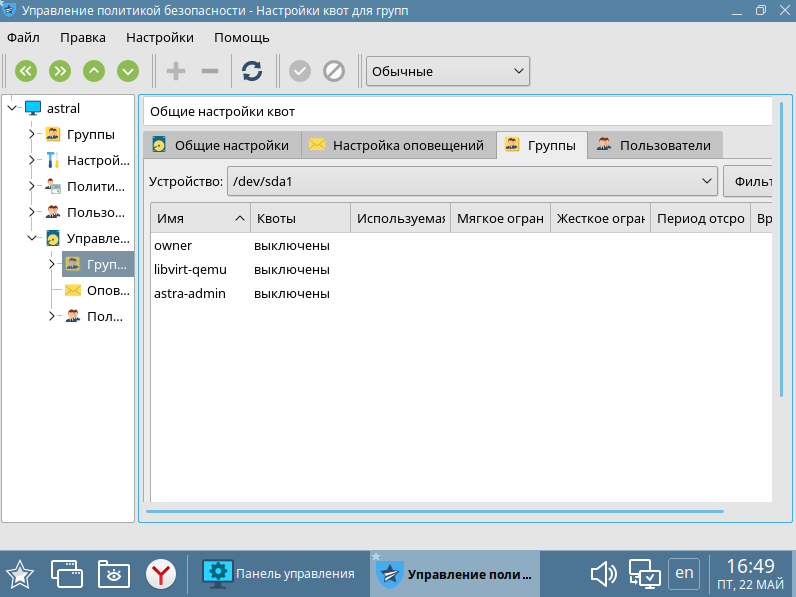 Управление политикой безопасности - Настройки квот для групп
Файл Правка Настройки Помощь
Обычные
astral
Группы
Настрой...
Полити...
Пользо...
Управле...
Груп...
Опов...
Пол...
Общие настройки квот
Общие настройки Настройка оповещений Группы Пользователи
Устройство: /dev/sda1 Фильт
Имя Квоты Используемая Мягкое огран Жесткое огран Период отсро Вр
owner выключены
libvirt-qemu выключены
astra-admin выключены
Панель управления Управление поли... en 16:49
ПТ, 22 МАЙ